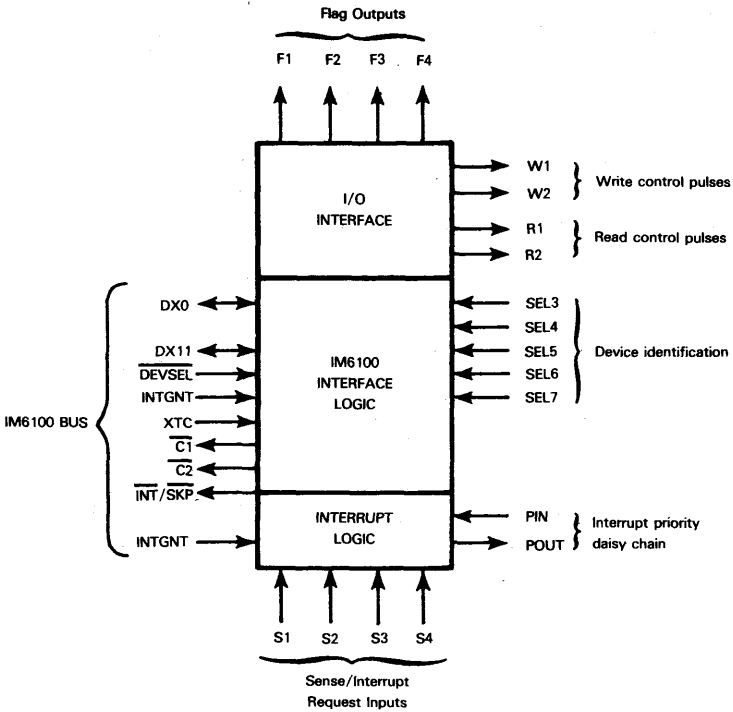 Flag Outputs
F1 F2 F3 F4
I/O
INTERFACE
W1
W2
Write control pulses
R1
R2
Read control pulses
IM6100 BUS
DX0
DX11
DEVSEL
INTGNT
XTC
C1
C2
INT/SKP
INTGNT
IM6100
INTERFACE
LOGIC
SEL3
SEL4
SEL5
SEL6
SEL7
Device identification
INTERRUPT
LOGIC
PIN
POUT
Interrupt priority
daisy chain
S1 S2 S3 S4
Sense/Interrupt
Request Inputs